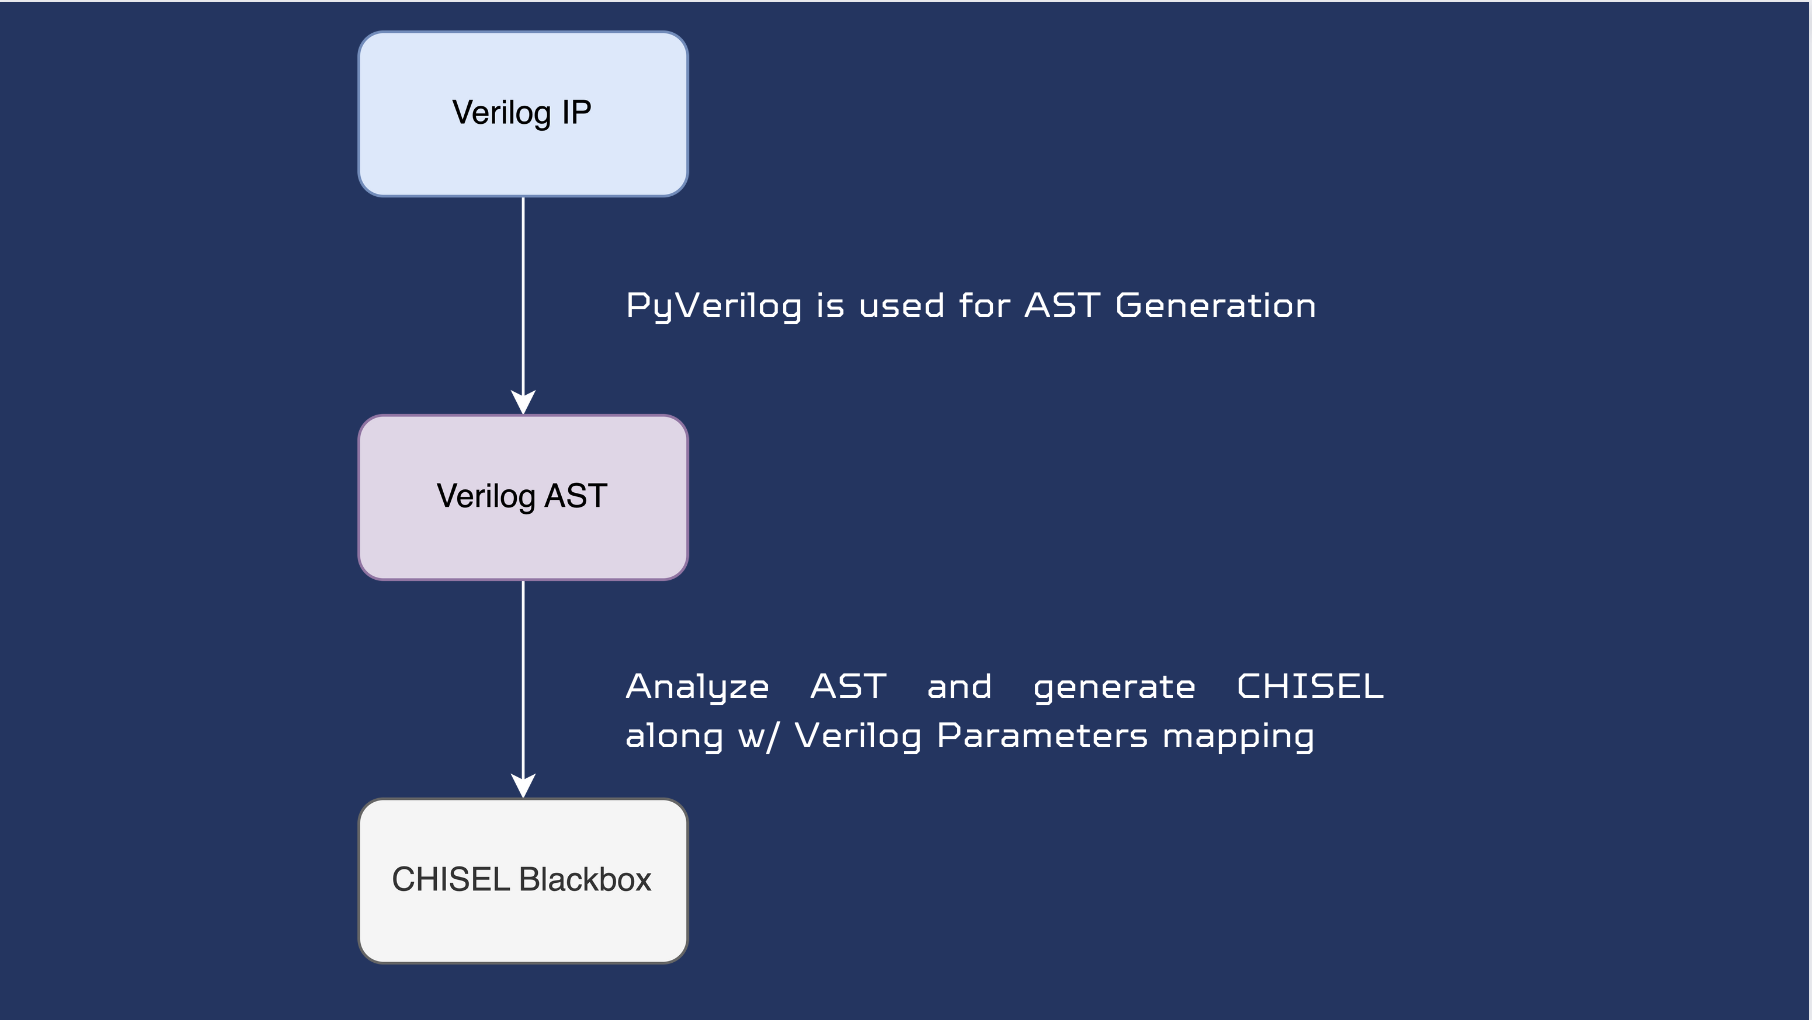 Verilog IP
PyVerilog is used for AST Generation
Verilog AST
Analyze AST and generate CHISEL
along w/ Verilog Parameters mapping
CHISEL Blackbox